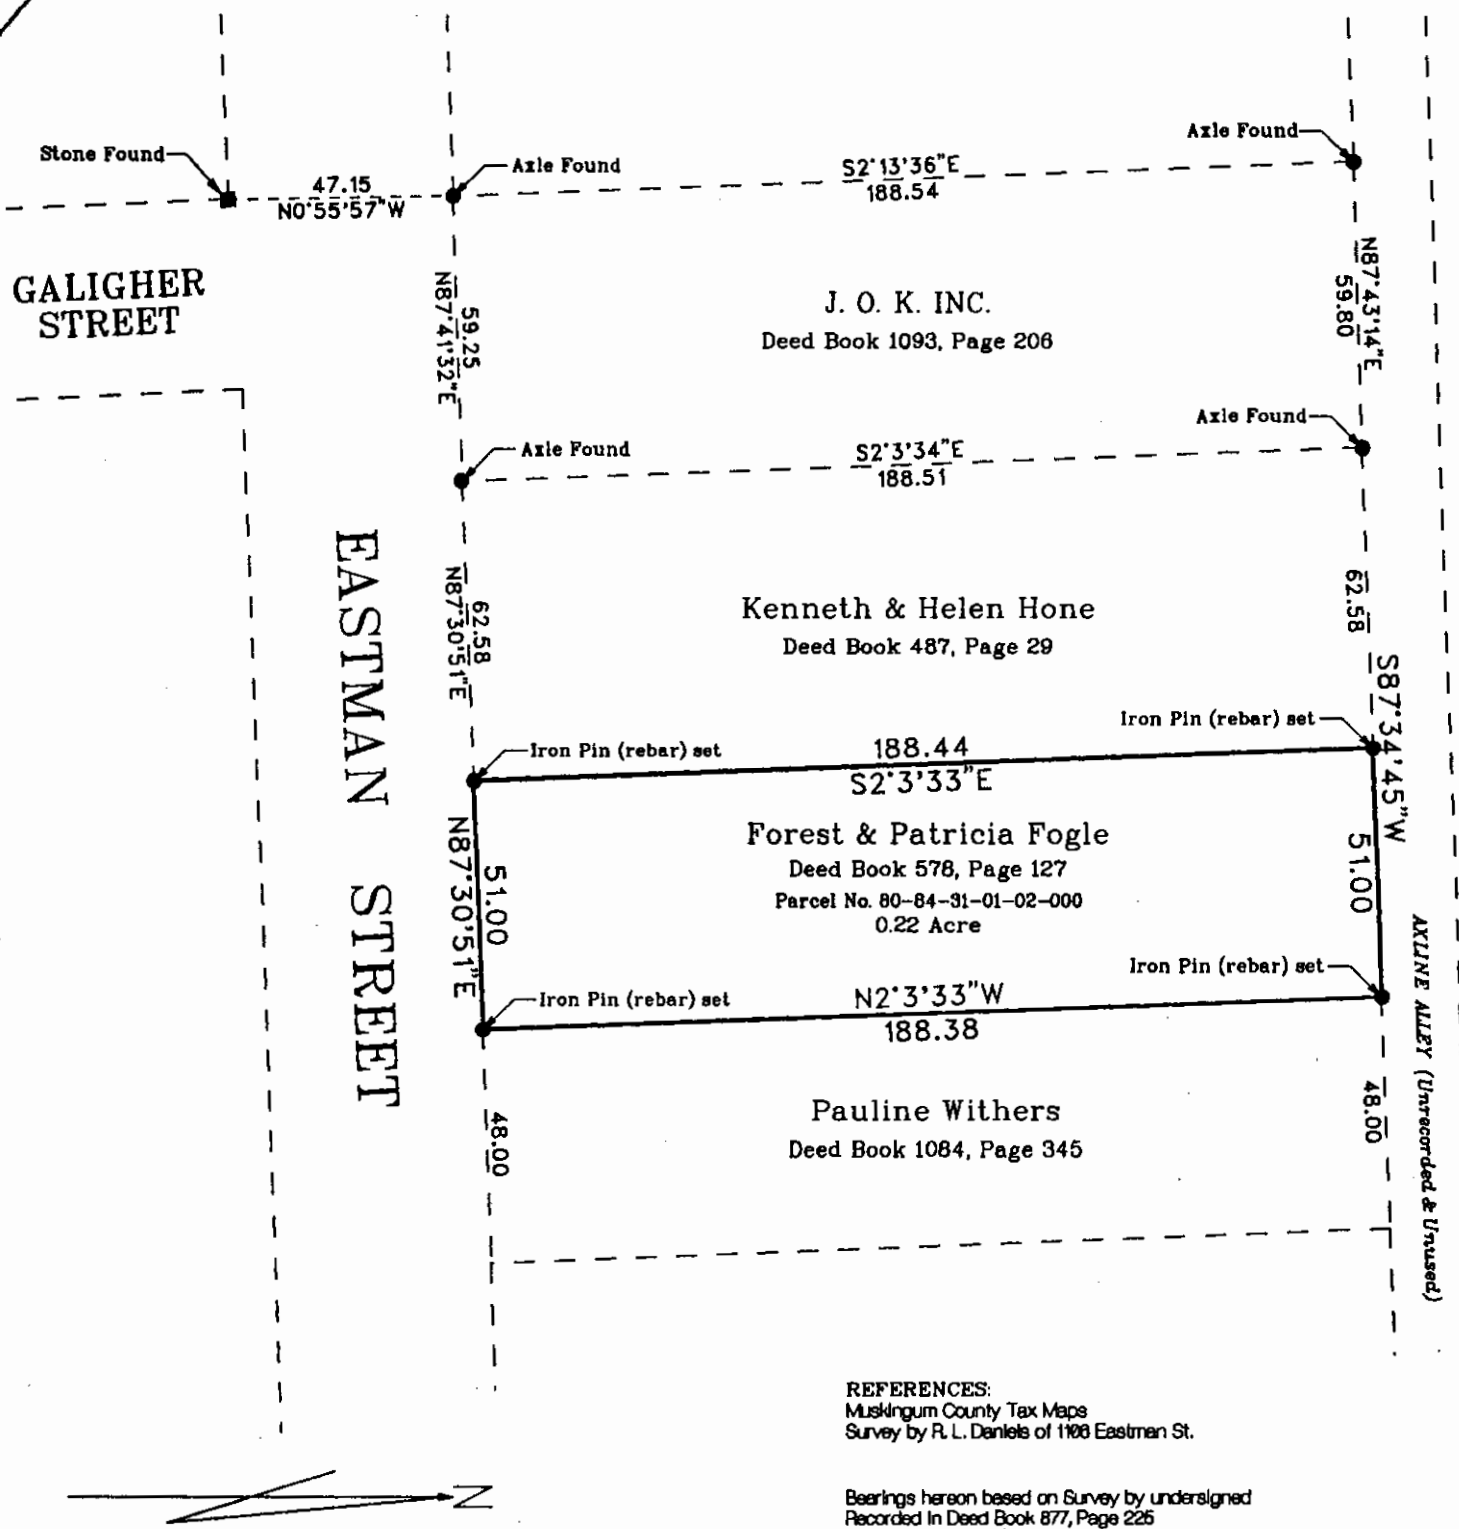 Stone Found
47.15
N0°55'57"W
Axle Found
S2°13'36"E
188.54
Axle Found
GALIGHER
STREET
59.25
N87°41'32"E
J. O. K. INC.
Deed Book 1093, Page 206
N87°43'14"E
59.80
Axle Found
S2°3'34"E
188.51
Axle Found
EASTMAN STREET
62.58
N87°30'51"E
Kenneth & Helen Hone
Deed Book 487, Page 29
62.58
S87°34'45"W
Iron Pin (rebar) set
188.44
S2°3'33"E
Iron Pin (rebar) set
51.00
N87°30'51"E
Forest & Patricia Fogle
Deed Book 578, Page 127
Parcel No. 80-84-31-01-02-000
0.22 Acre
51.00
Iron Pin (rebar) set
N2°3'33"W
188.38
Iron Pin (rebar) set
AXLINE ALLEY (Unrecorded & Unused)
48.00
Pauline Withers
Deed Book 1084, Page 345
48.00
REFERENCES:
Muskingum County Tax Maps
Survey by R. L. Daniels of 1108 Eastman St.
N
Bearings hereon based on Survey by undersigned
Recorded in Deed Book 877, Page 225